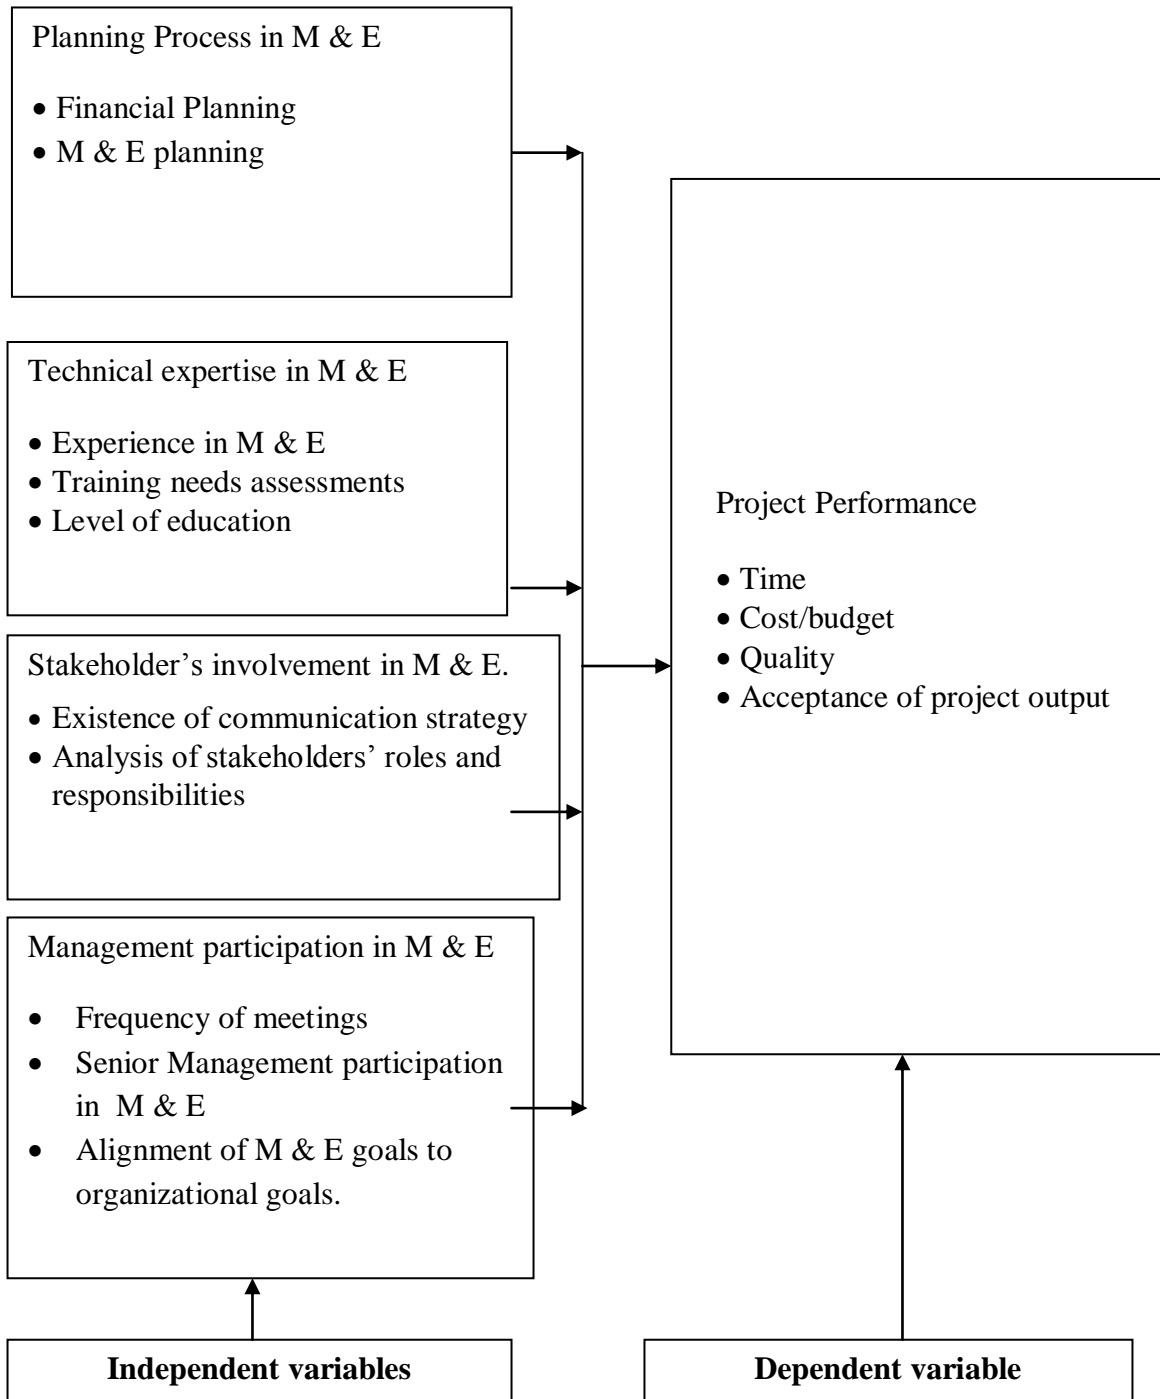 Planning Process in M & E
• Financial Planning
• M & E planning
Technical expertise in M & E
• Experience in M & E
• Training needs assessments
• Level of education
Stakeholder’s involvement in M & E.
• Existence of communication strategy
• Analysis of stakeholders’ roles and
responsibilities
Management participation in M & E
• Frequency of meetings
• Senior Management participation
in M & E
• Alignment of M & E goals to
organizational goals.
Project Performance
• Time
• Cost/budget
• Quality
• Acceptance of project output
Independent variables
Dependent variable